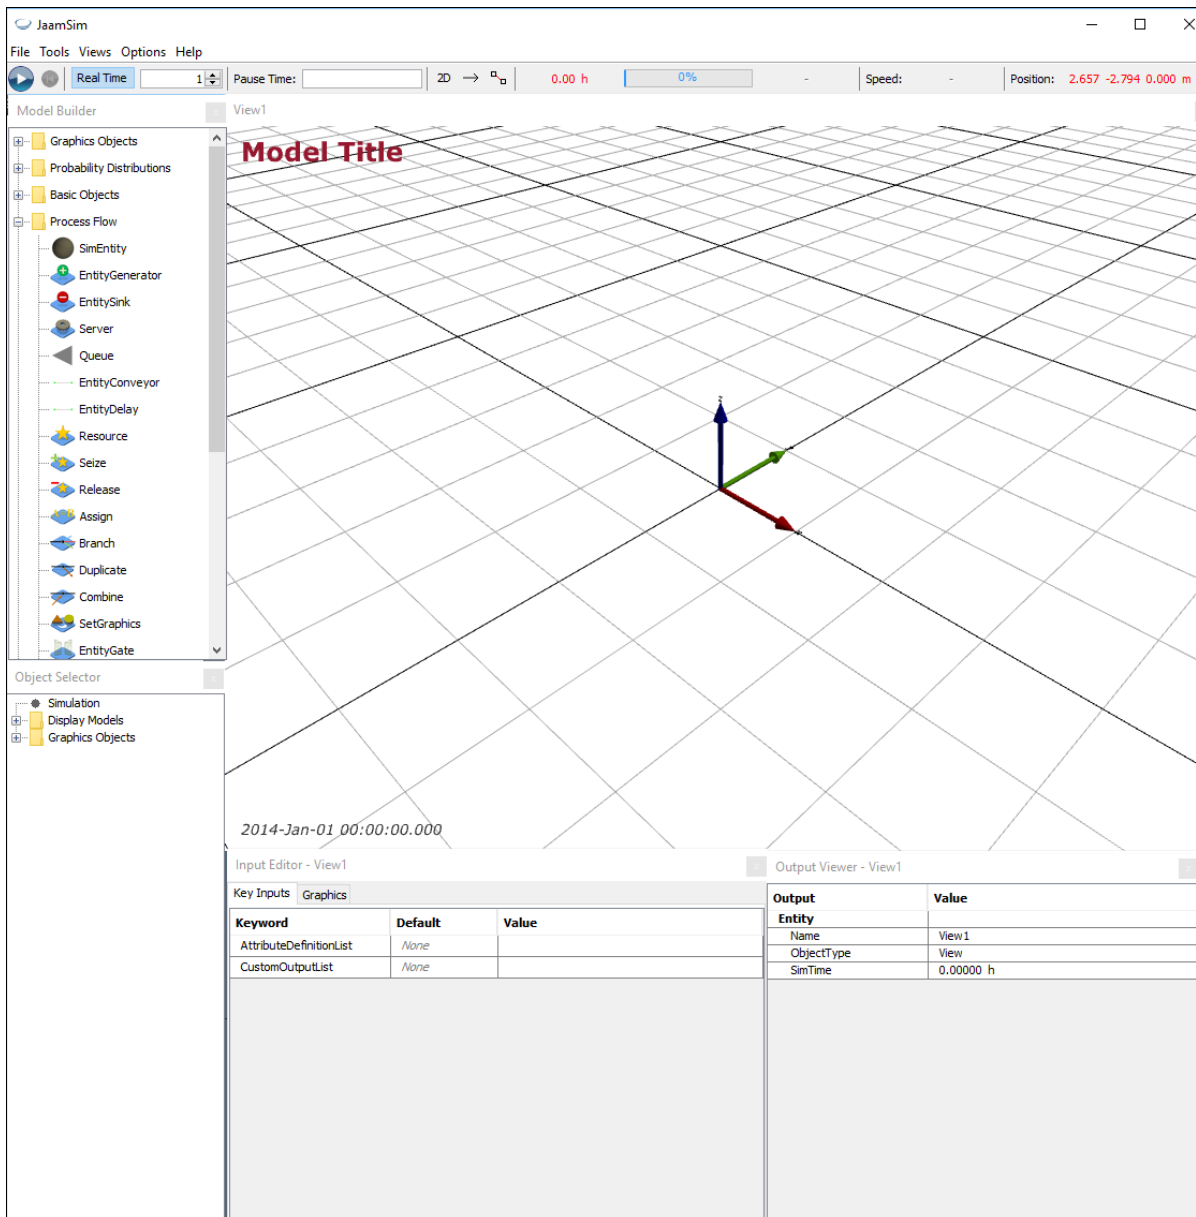 JaamSim
File Tools Views Options Help
Real Time 1 Pause Time: 2D 0.00 h 0% - Speed: - Position: 2.657 -2.794 0.000 m
Model Builder
Graphics Objects
Probability Distributions
Basic Objects
Process Flow
SimEntity
EntityGenerator
EntitySink
Server
Queue
EntityConveyor
EntityDelay
Resource
Seize
Release
Assign
Branch
Duplicate
Combine
SetGraphics
EntityGate
Object Selector
Simulation
Display Models
Graphics Objects
View1
Model Title
z
2014-Jan-01 00:00:00.000
Input Editor - View1
Key Inputs Graphics
Keyword Default Value
AttributeDefinitionList None
CustomOutputList None
Output Viewer - View1
Output Value
Entity
Name View1
ObjectType View
SimTime 0.00000 h